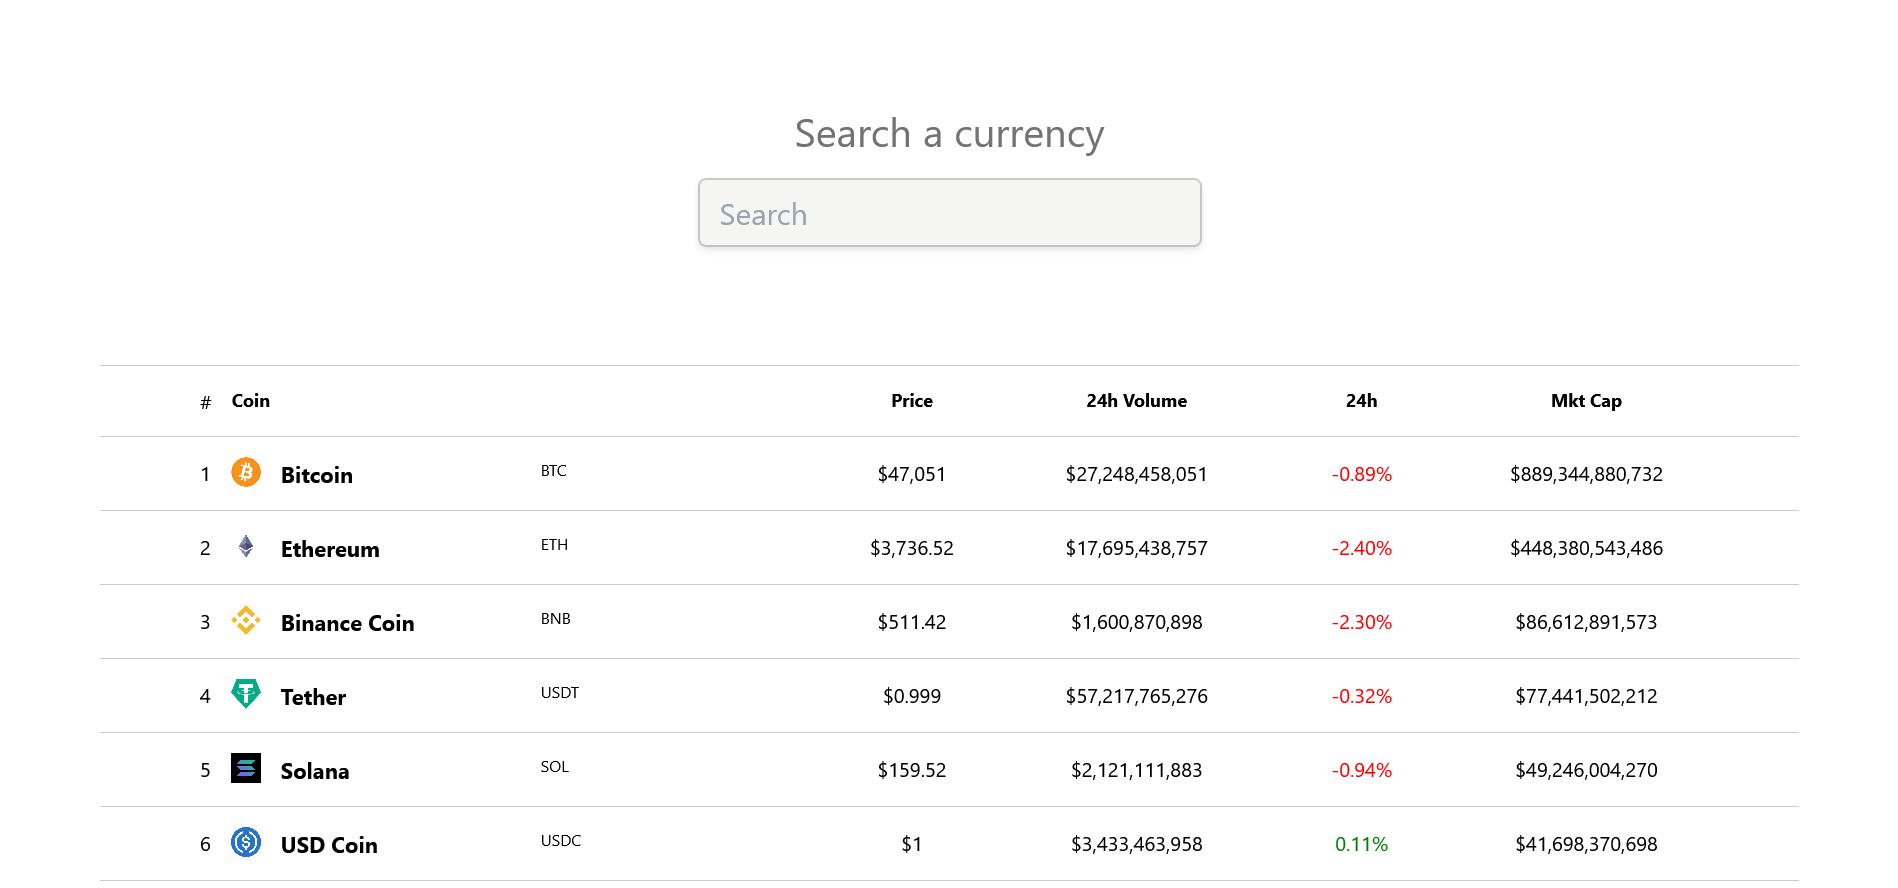 Search a currency
Search
# Coin Price 24h Volume 24h Mkt Cap
1 Bitcoin BTC $47,051 $27,248,458,051 -0.89% $889,344,880,732
2 Ethereum ETH $3,736.52 $17,695,438,757 -2.40% $448,380,543,486
3 Binance Coin BNB $511.42 $1,600,870,898 -2.30% $86,612,891,573
4 Tether USDT $0.999 $57,217,765,276 -0.32% $77,441,502,212
5 Solana SOL $159.52 $2,121,111,883 -0.94% $49,246,004,270
6 USD Coin USDC $1 $3,433,463,958 0.11% $41,698,370,698